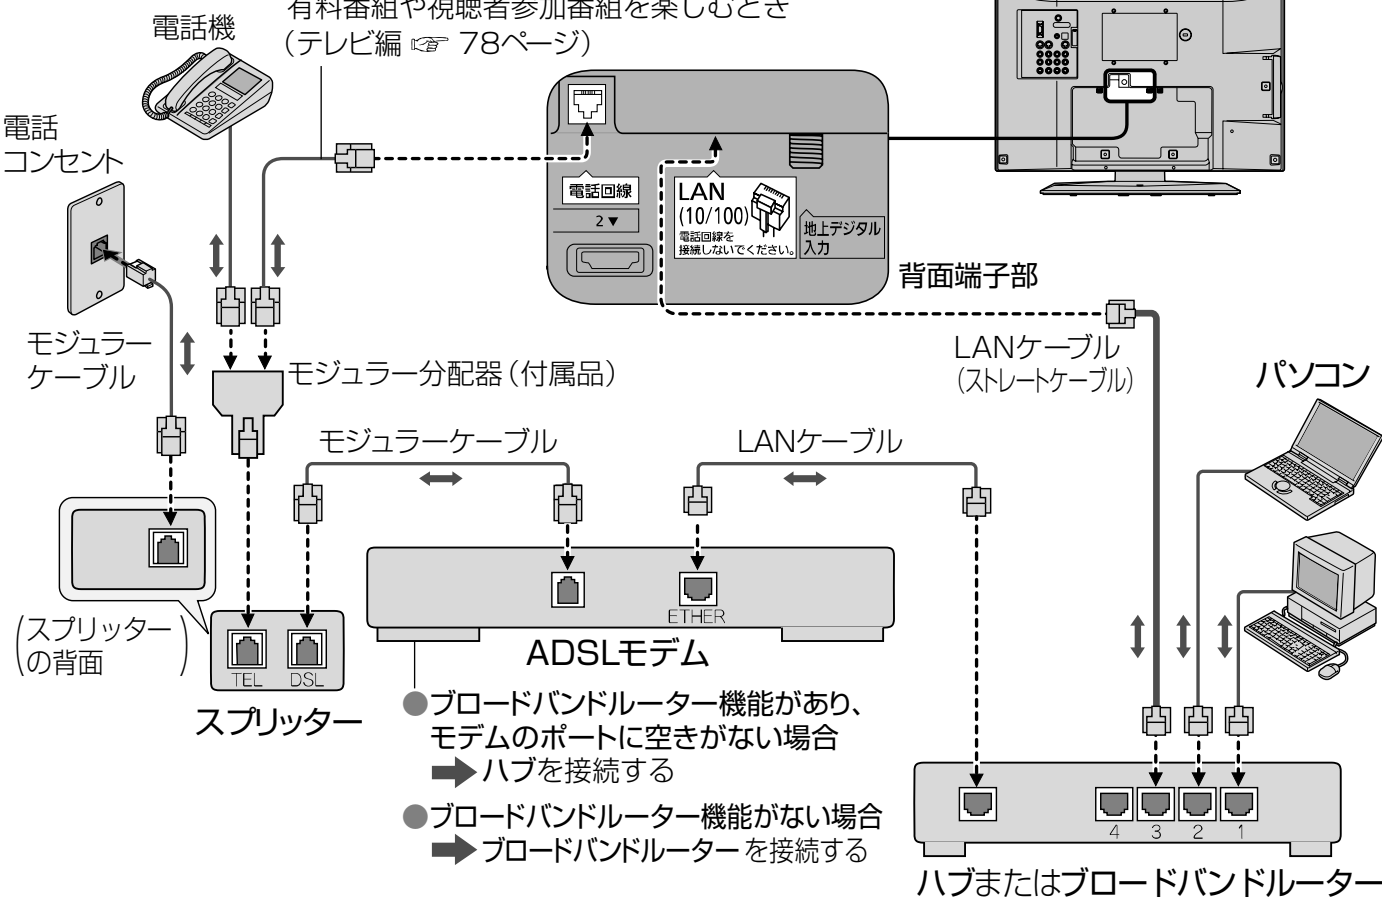 有料番組や視聴者参加番組を楽しむとき
(テレビ編 ☞ 78ページ)
電話機
電話
コンセント
電話回線
2▼
LAN
(10/100)
電話回線を
接続しないでください。
地上デジタル
入力
背面端子部
モジュラー
ケーブル
モジュラー分配器(付属品)
LANケーブル
(ストレートケーブル)
パソコン
モジュラーケーブル
LANケーブル
ETHER
ADSLモデム
(スプリッター
の背面)
TEL DSL
スプリッター
●ブロードバンドルーター機能があり、
モデムのポートに空きがない場合
➡ハブを接続する
●ブロードバンドルーター機能がない場合
➡ブロードバンドルーターを接続する
4 3 2 1
ハブまたはブロードバンドルーター